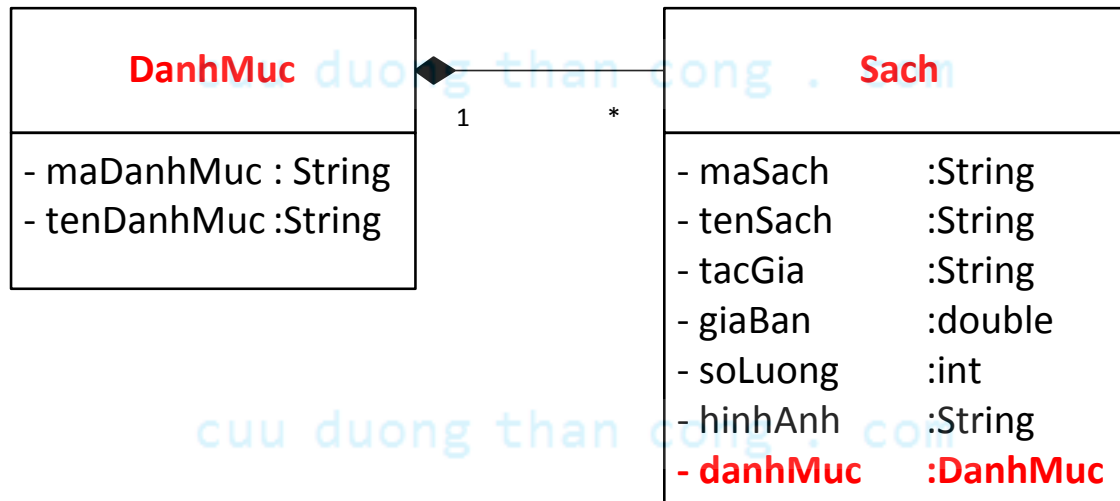 DanhMuc
Sach
cuu duong than cong . com
1
*
- maDanhMuc : String
- tenDanhMuc :String
- maSach :String
- tenSach :String
- tacGia :String
- giaBan :double
- soLuong :int
- hinhAnh :String
- danhMuc :DanhMuc
cuu duong than cong . com